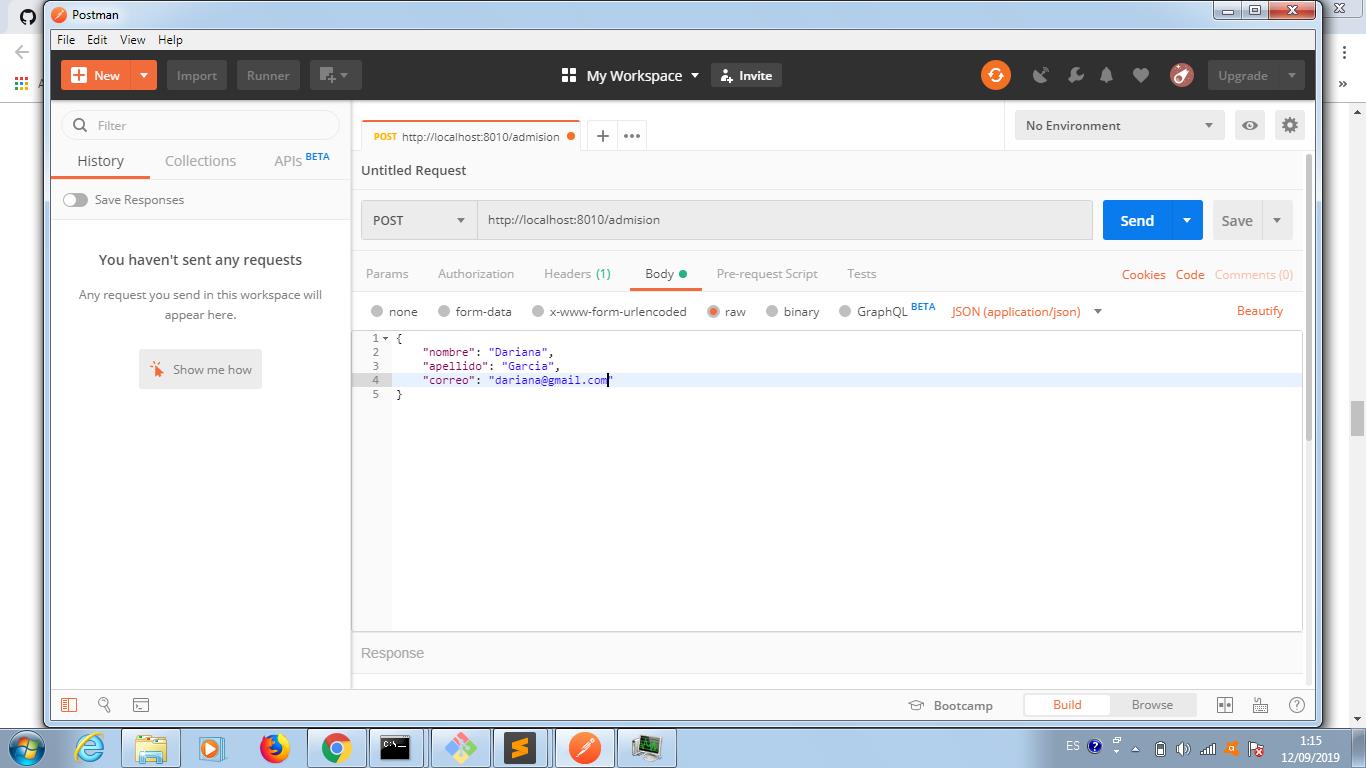 Postman
File Edit View Help
New Import Runner My Workspace Invite Upgrade
Filter
History Collections APIs BETA
Save Responses
You haven't sent any requests
Any request you send in this workspace will
appear here.
Show me how
POST http://localhost:8010/admision
No Environment
Untitled Request
POST http://localhost:8010/admision Send Save
Params Authorization Headers (1) Body Pre-request Script Tests Cookies Code Comments (0)
none form-data x-www-form-urlencoded raw binary GraphQL BETA JSON (application/json) Beautify
1 {
2 "nombre": "Dariana",
3 "apellido": "Garcia",
4 "correo": "dariana@gmail.com"
5 }
Response
Bootcamp Build Browse
ES 1:15
12/09/2019